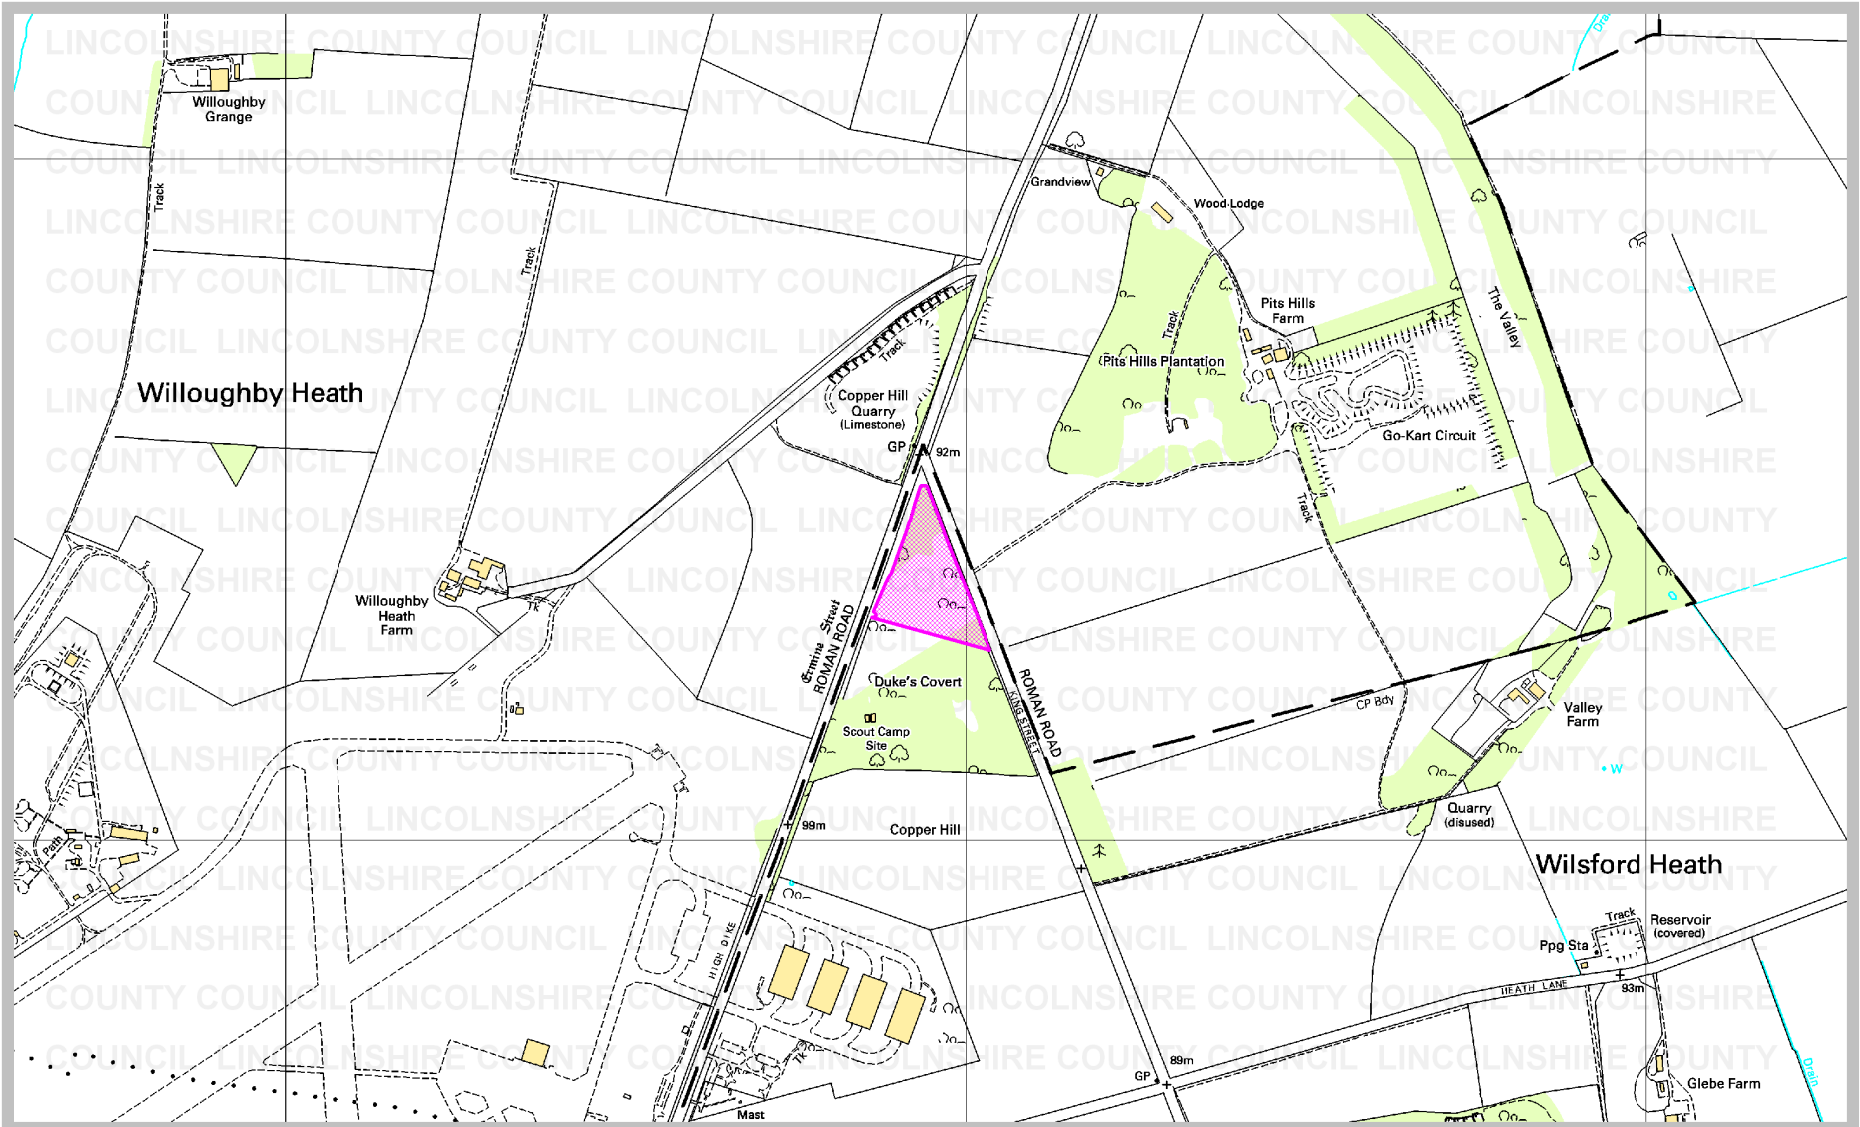 LINCOLNSHIRE COUNTY COUNCIL
Drain
Willoughby
Grange
Track
Grandview
Wood Lodge
Track
Pits Hills
Farm
The Valley
Track
Track
Pits Hills Plantation
Willoughby Heath
Copper Hill
Quarry
(Limestone)
Go-Kart Circuit
GP
92m
Track
Willoughby
Heath
Farm
Tk
Ermine Street
ROMAN ROAD
Duke's Covert
ROMAN ROAD
KING STREET
CP Bdy
Valley
Farm
Scout Camp
Site
W
Quarry
(disused)
99m
Copper Hill
Path
Wilsford Heath
Track
Reservoir
(covered)
Ppg Sta
HIGH DIKE
HEATH LANE
93m
Tk
89m
GP
Glebe Farm
Drain
Mast